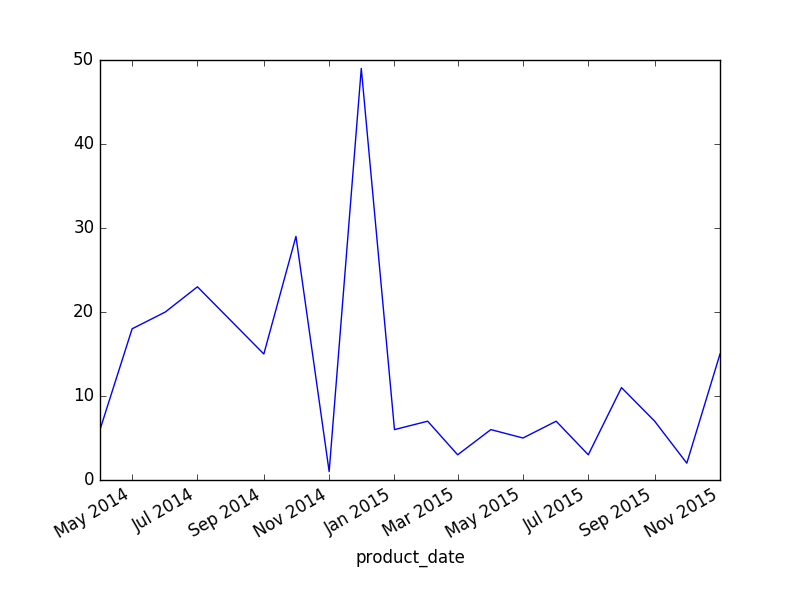 50
40
30
20
10
0
May 2014
Jul 2014
Sep 2014
Nov 2014
Jan 2015
Mar 2015
May 2015
Jul 2015
Sep 2015
Nov 2015
product_date